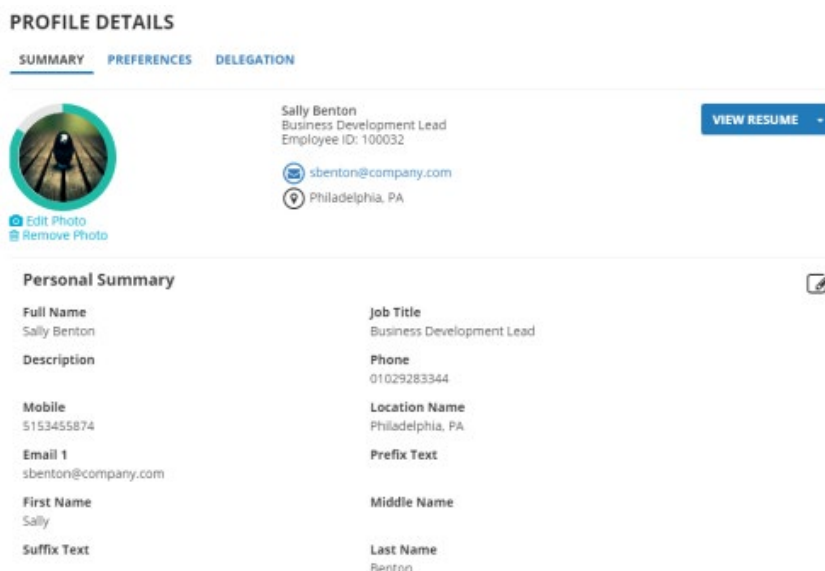 PROFILE DETAILS
SUMMARY PREFERENCES DELEGATION
Sally Benton
Business Development Lead
Employee ID: 100032
VIEW RESUME
sbenton@company.com
Philadelphia, PA
Edit Photo
Remove Photo
Personal Summary
Full Name Job Title
Sally Benton Business Development Lead
Description Phone
01029283344
Mobile Location Name
5153455874 Philadelphia, PA
Email 1 Prefix Text
sbenton@company.com
First Name Middle Name
Sally
Suffix Text Last Name
Benton